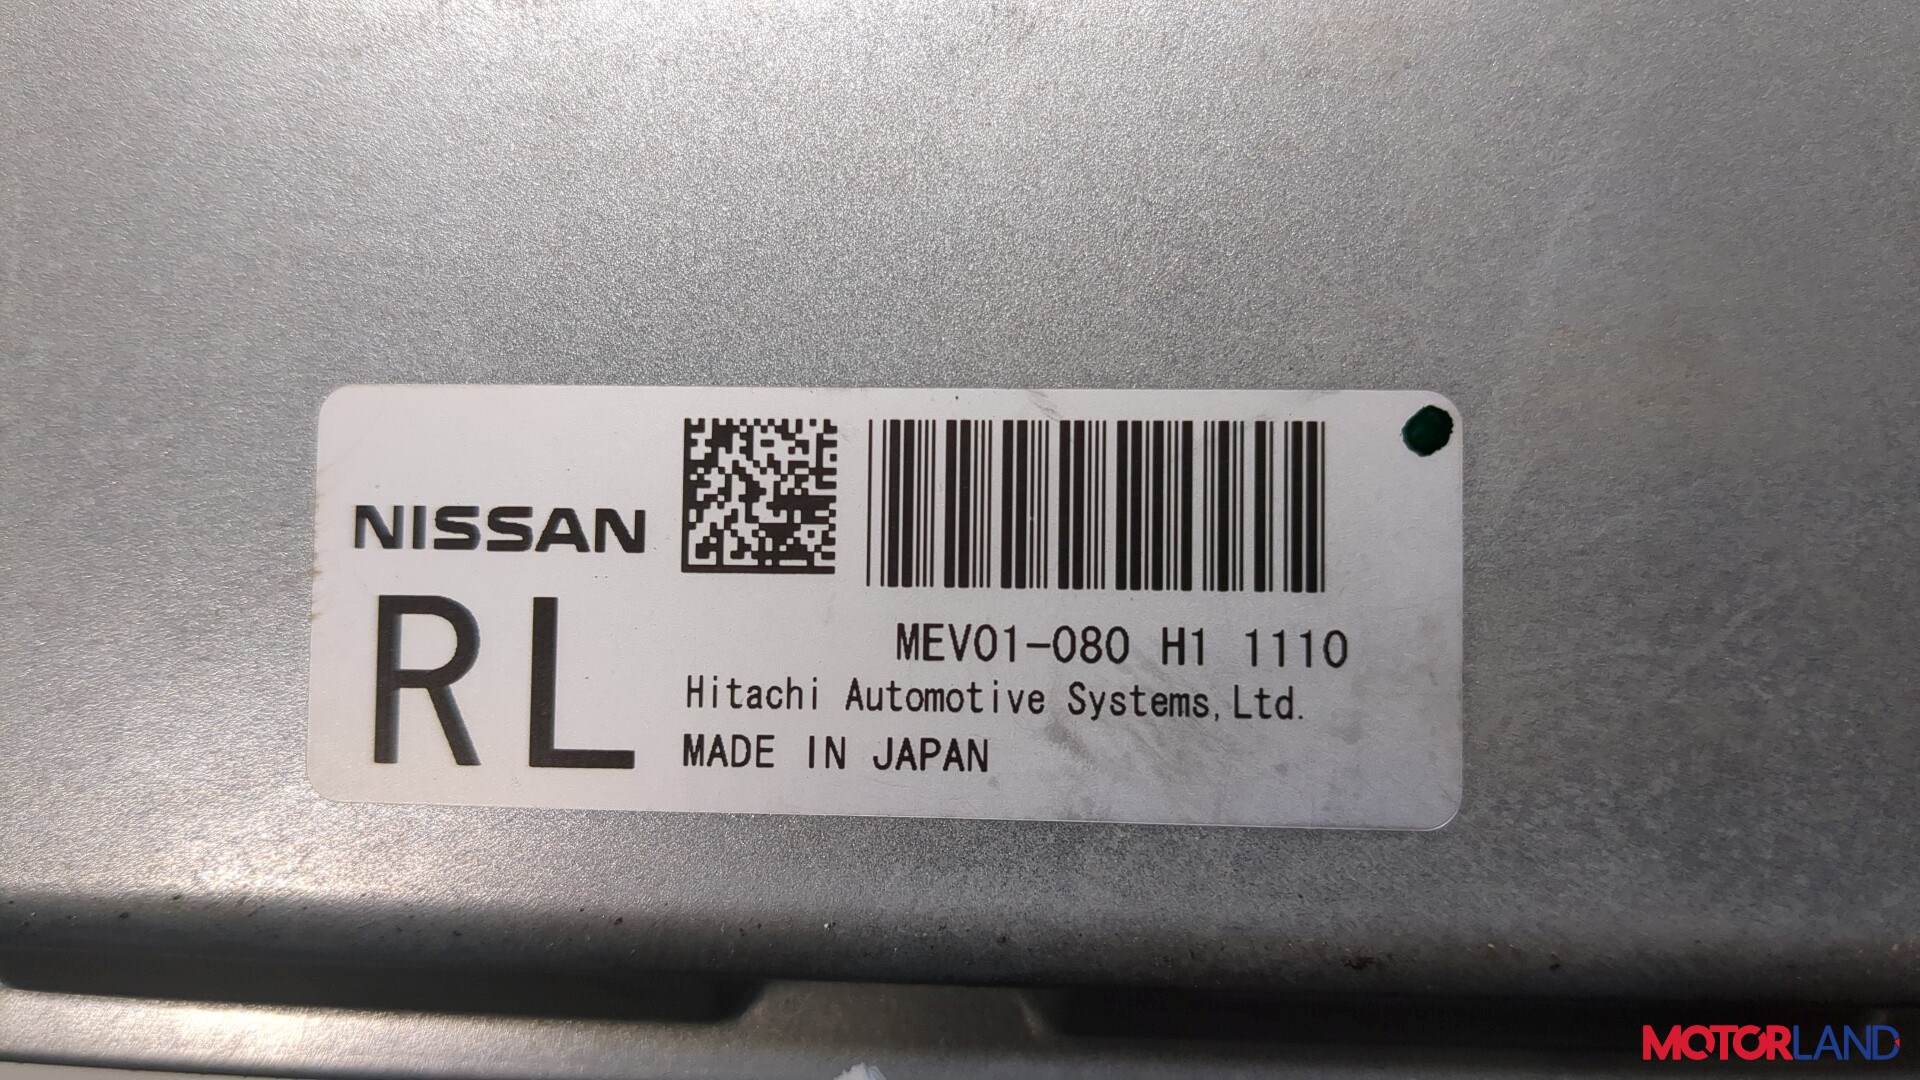 NISSAN
RL
MEV01-080 H1 1110
Hitachi Automotive Systems,Ltd.
MADE IN JAPAN
MOTORLAND